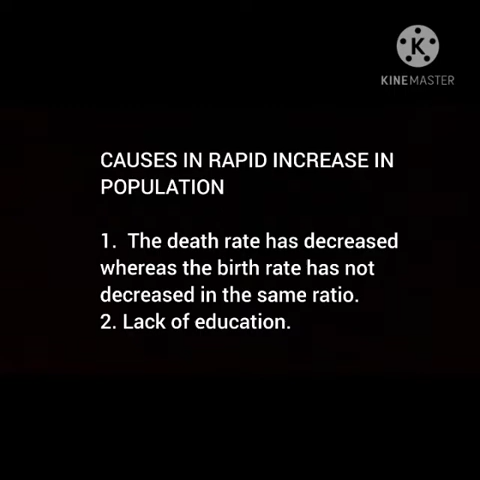 K
KINEMASTER
CAUSES IN RAPID INCREASE IN
POPULATION
1. The death rate has decreased
whereas the birth rate has not
decreased in the same ratio.
2. Lack of education.